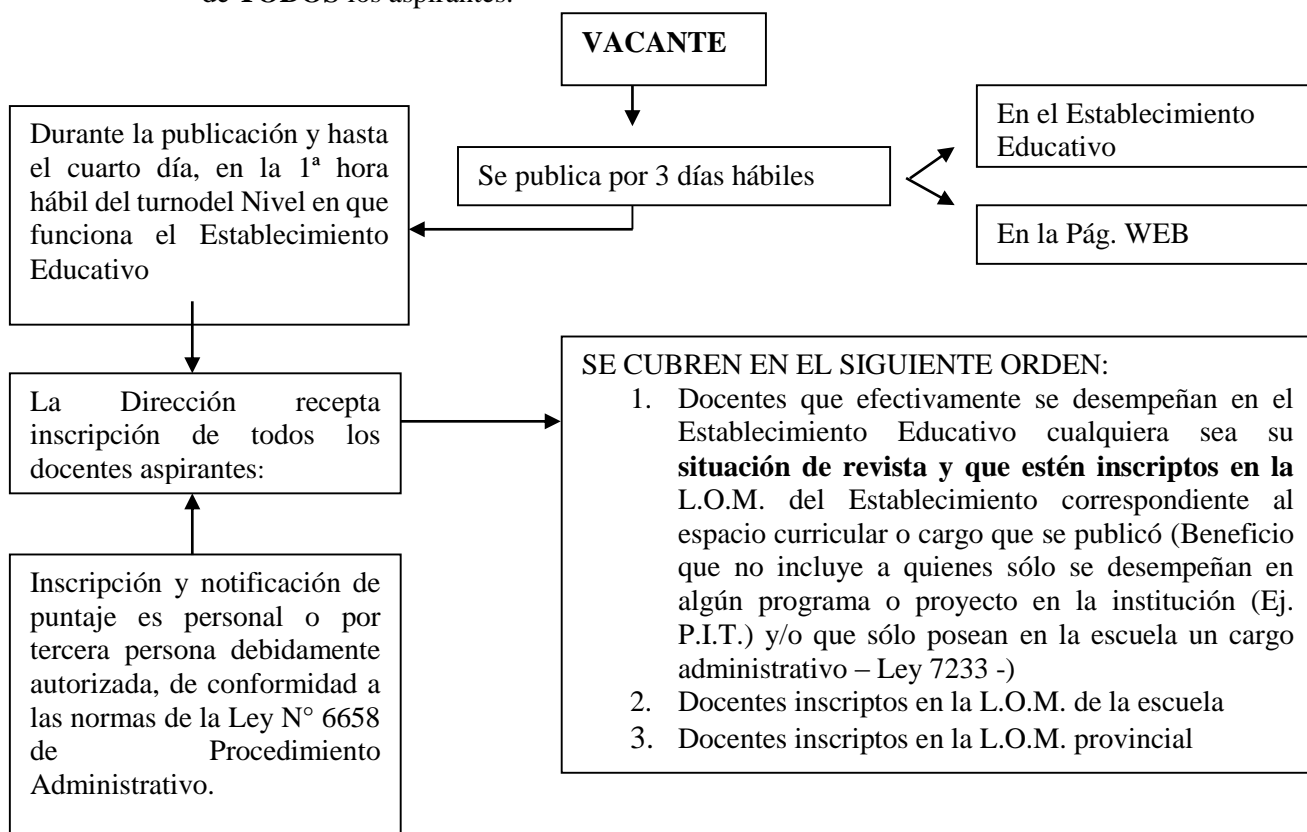 de TODOS los aspirantes.
VACANTE
Se publica por 3 días hábiles
En el Establecimiento
Educativo
En la Pág. WEB
Durante la publicación y hasta
el cuarto día, en la 1ª hora
hábil del turnodel Nivel en que
funciona el Establecimiento
Educativo
La Dirección recepta
inscripción de todos los
docentes aspirantes:
Inscripción y notificación de
puntaje es personal o por
tercera persona debidamente
autorizada, de conformidad a
las normas de la Ley N° 6658
de Procedimiento
Administrativo.
SE CUBREN EN EL SIGUIENTE ORDEN:
1. Docentes que efectivamente se desempeñan en el
Establecimiento Educativo cualquiera sea su
situación de revista y que estén inscriptos en la
L.O.M. del Establecimiento correspondiente al
espacio curricular o cargo que se publicó (Beneficio
que no incluye a quienes sólo se desempeñan en
algún programa o proyecto en la institución (Ej.
P.I.T.) y/o que sólo posean en la escuela un cargo
administrativo – Ley 7233 -)
2. Docentes inscriptos en la L.O.M. de la escuela
3. Docentes inscriptos en la L.O.M. provincial